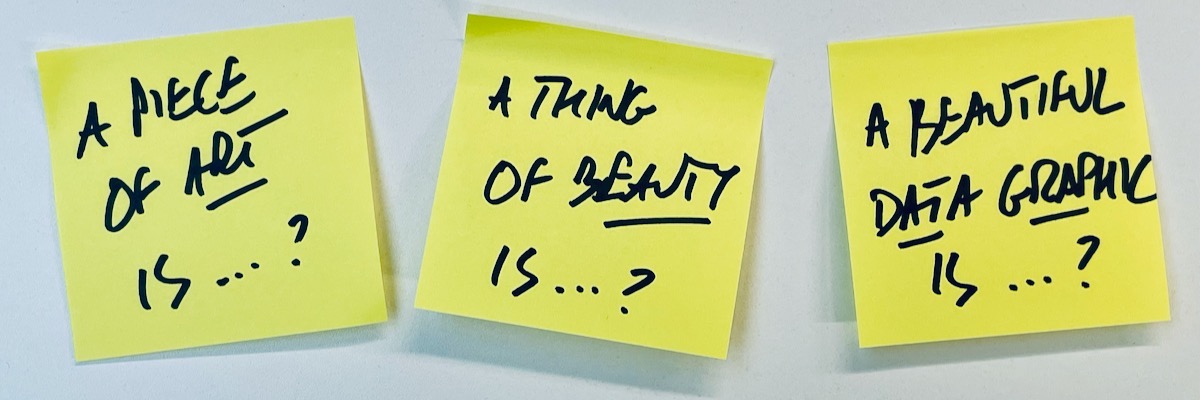 A PIECE
OF ART
IS ... ?
A THING
OF BEAUTY
IS ... ?
A BEAUTIFUL
DATA GRAPHIC
IS ... ?